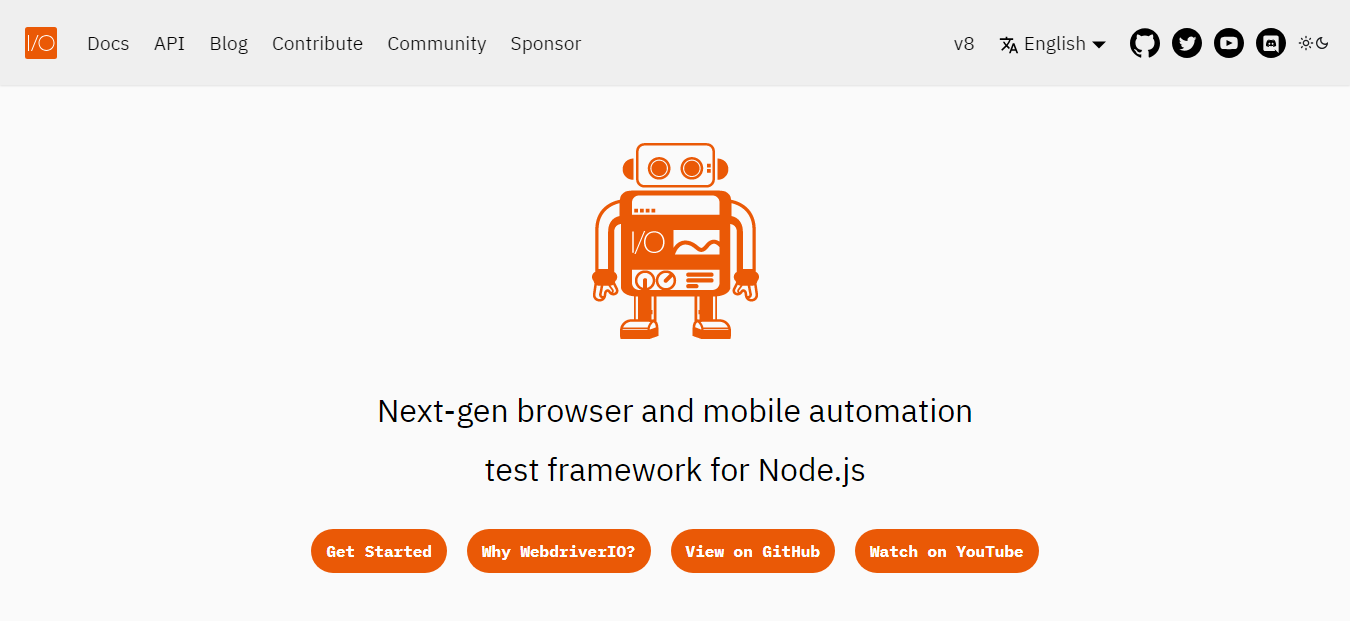 I/O Docs API Blog Contribute Community Sponsor v8 English
I/O
Next-gen browser and mobile automation
test framework for Node.js
Get Started Why WebdriverIO? View on GitHub Watch on YouTube